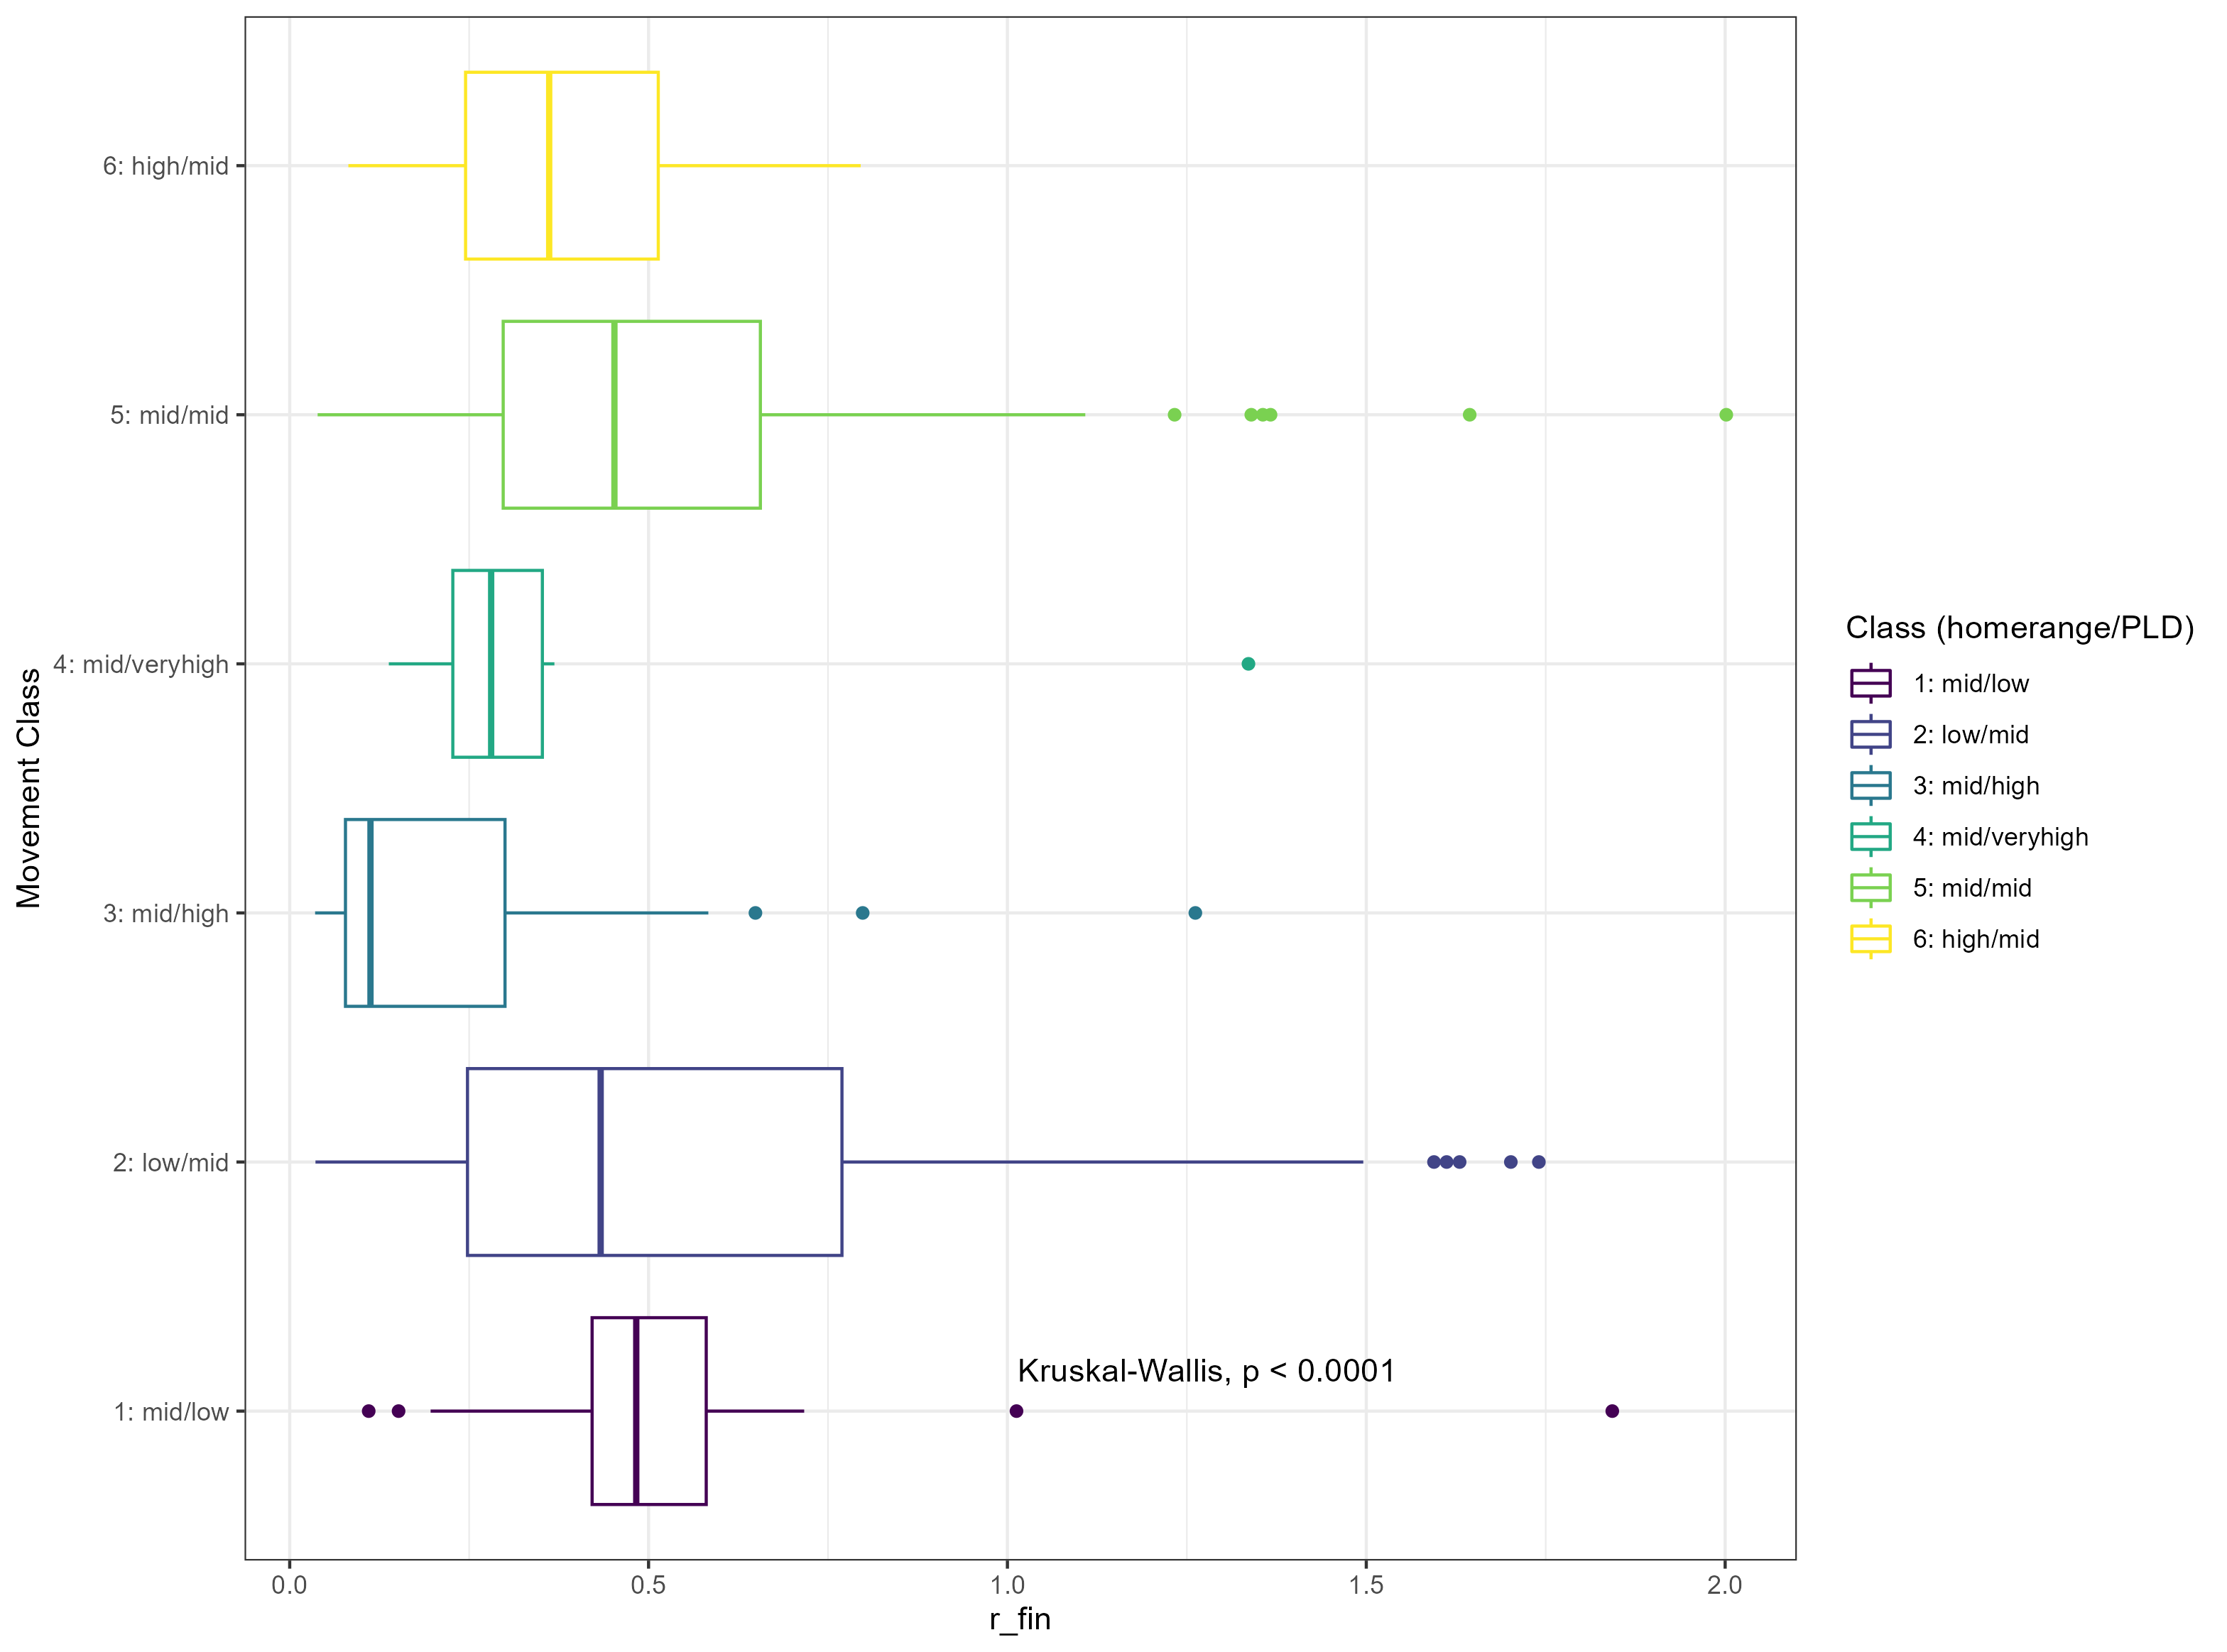 6: high/mid
5: mid/mid
4: mid/veryhigh
3: mid/high
2: low/mid
1: mid/low
Movement Class
Kruskal-Wallis, p < 0.0001
0.0 0.5 1.0 1.5 2.0
r_fin
Class (homerange/PLD)
1: mid/low
2: low/mid
3: mid/high
4: mid/veryhigh
5: mid/mid
6: high/mid